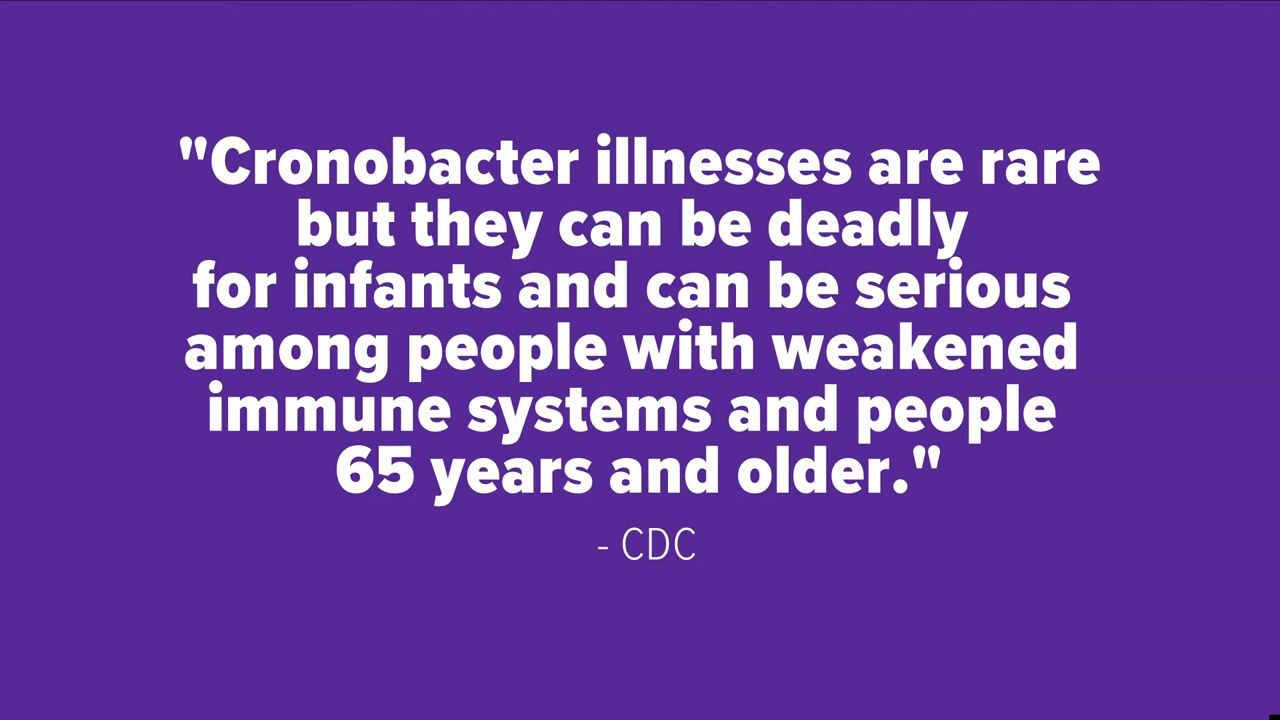 "Cronobacter illnesses are rare
but they can be deadly
for infants and can be serious
among people with weakened
immune systems and people
65 years and older."
- CDC